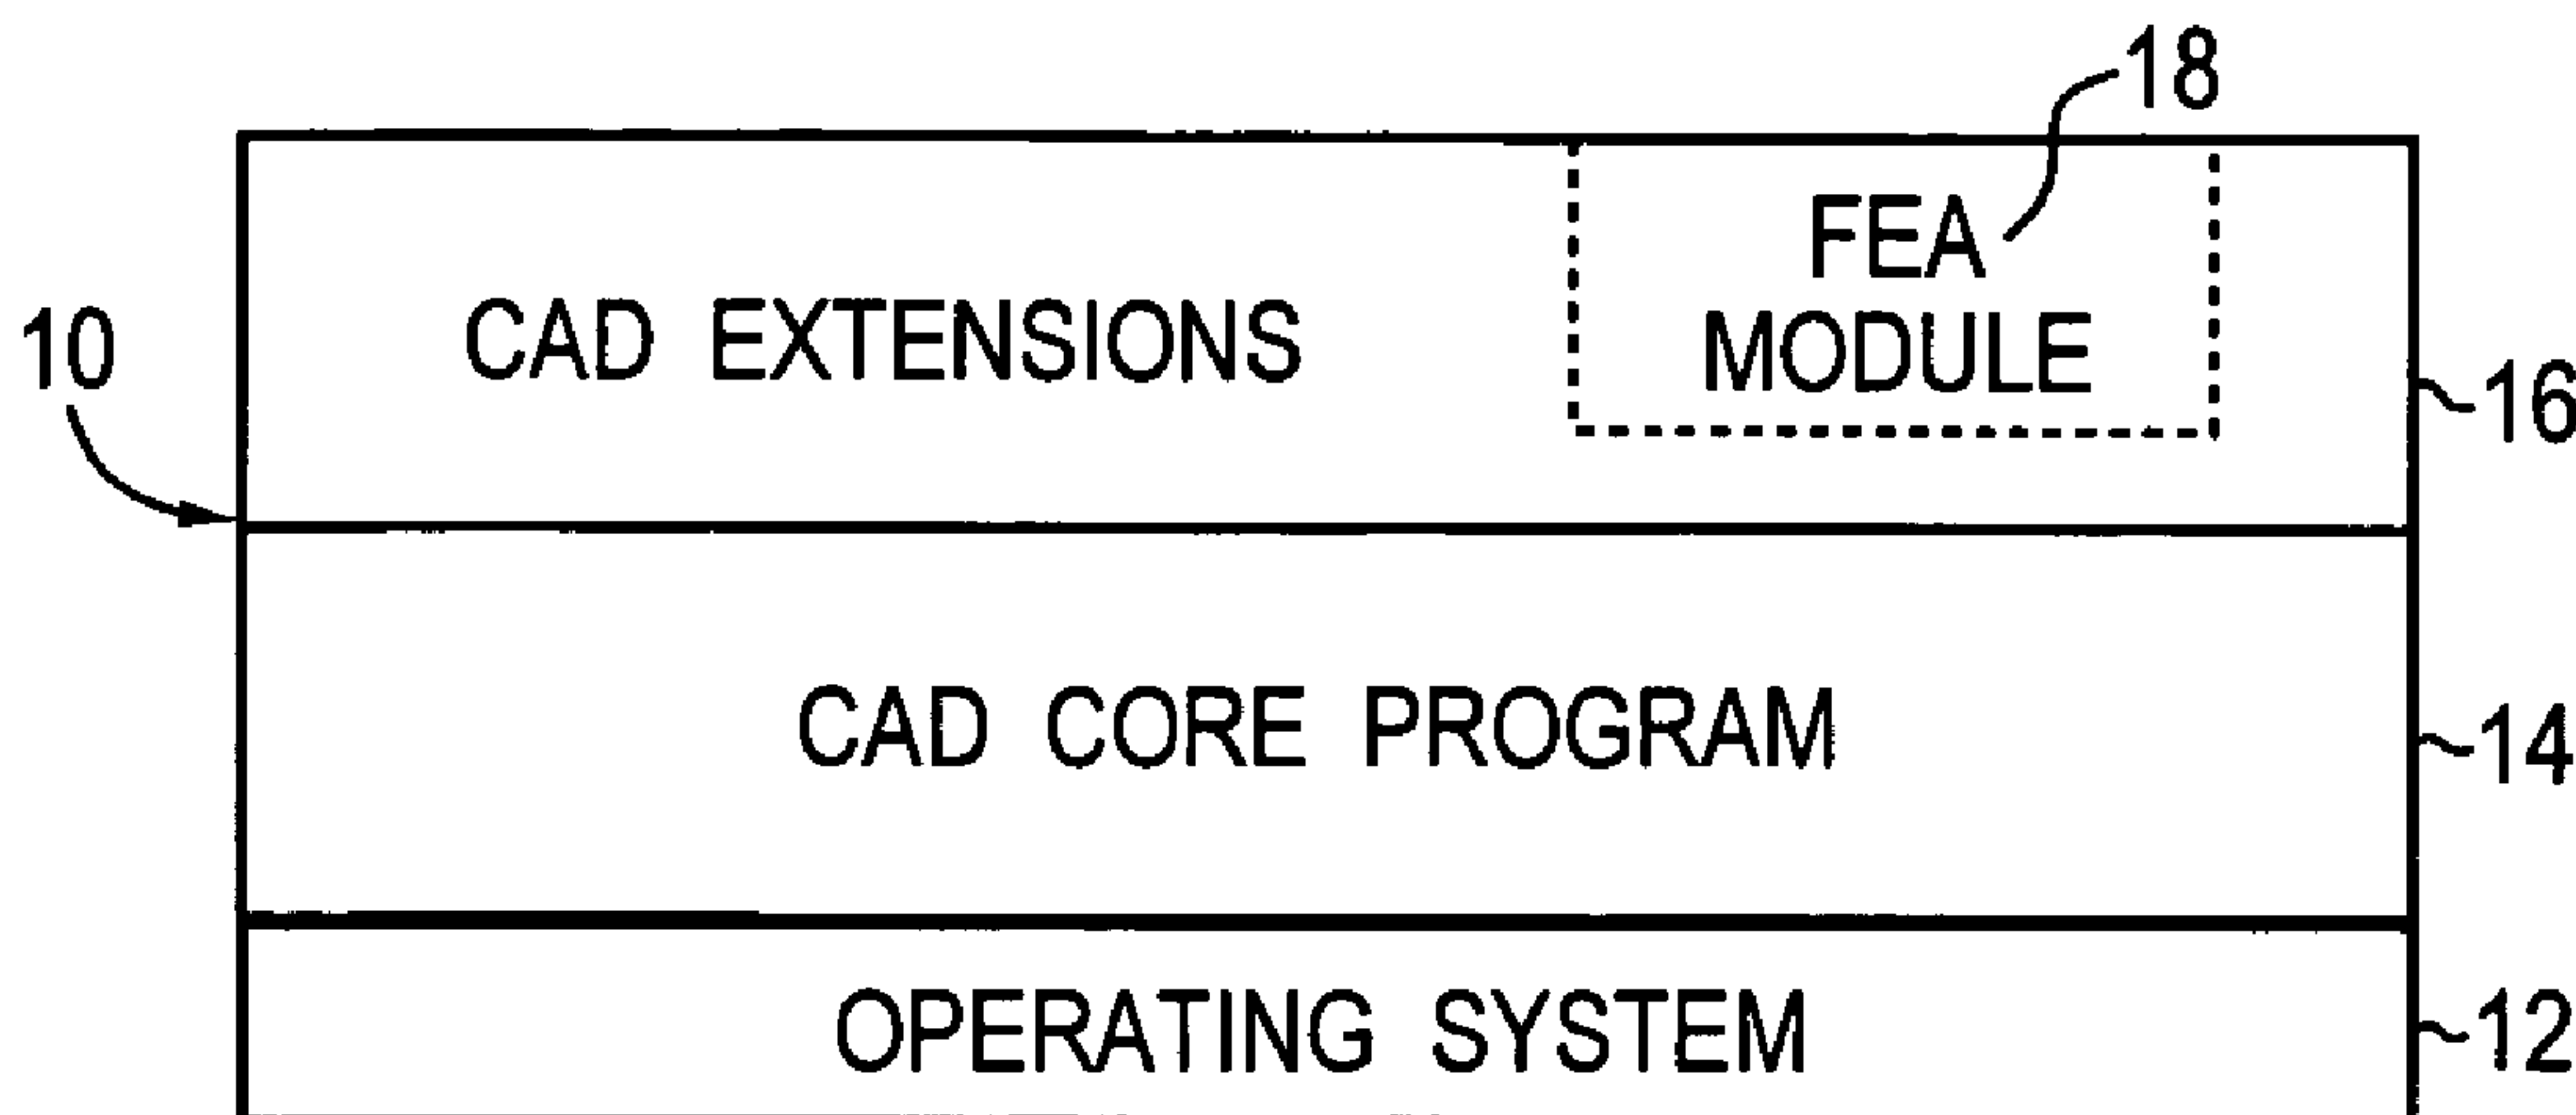 18
FEA
MODULE
CAD EXTENSIONS
10
16
CAD CORE PROGRAM
14
OPERATING SYSTEM
12